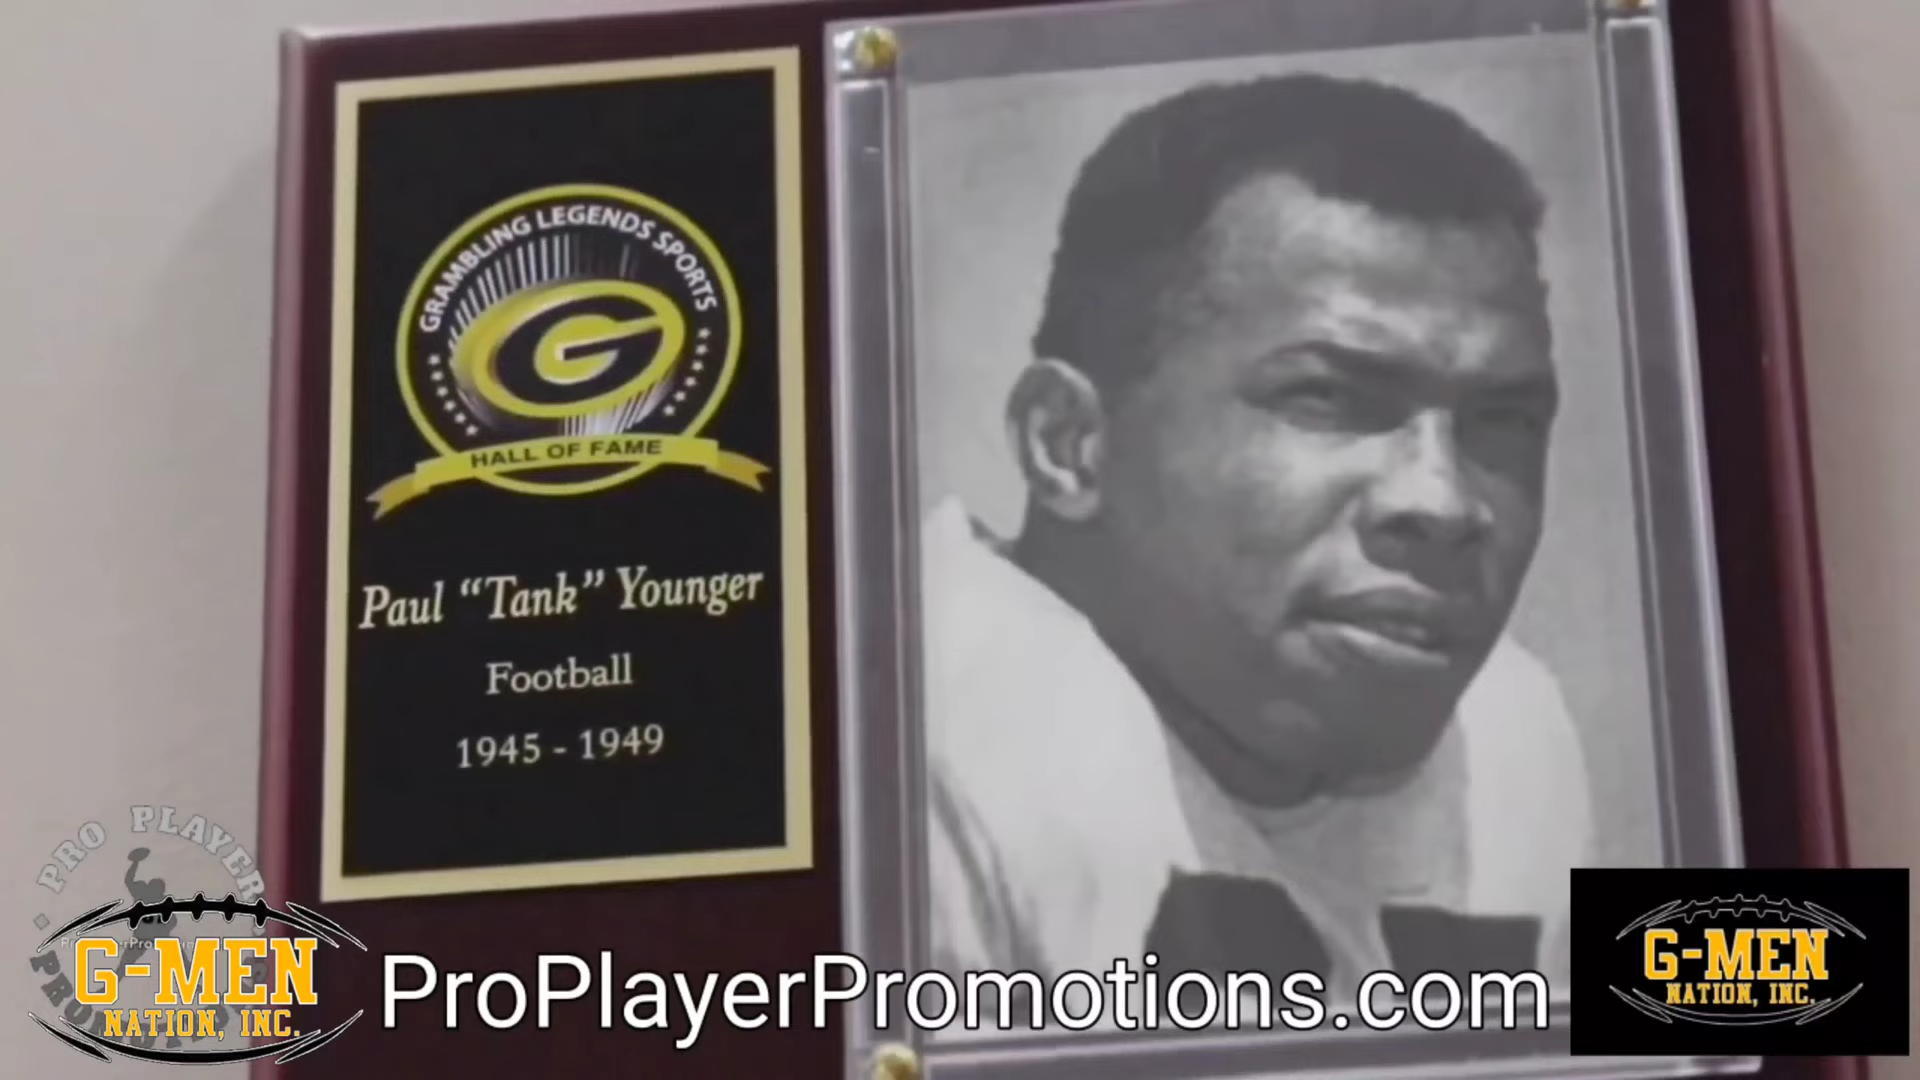 GRAMBLING LEGENDS SPORTS
HALL OF FAME
Paul “Tank” Younger
Football
1945 - 1949
PRO PLAYER
G-MEN
NATION, INC.
ProPlayerPromotions.com
G-MEN
NATION, INC.